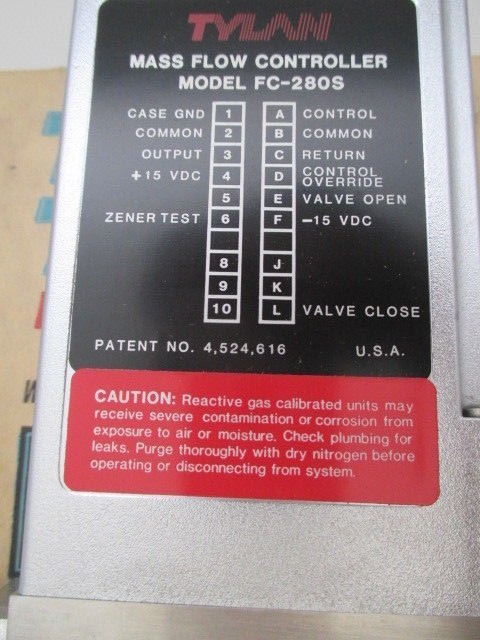 TYLAN
MASS FLOW CONTROLLER
MODEL FC-280S
CASE GND 1 A CONTROL
COMMON 2 B COMMON
OUTPUT 3 C RETURN
+15 VDC 4 D CONTROL OVERRIDE
5 E VALVE OPEN
ZENER TEST 6 F -15 VDC
8 J
9 K
10 L VALVE CLOSE
PATENT NO. 4,524,616 U.S.A.
CAUTION: Reactive gas calibrated units may
receive severe contamination or corrosion from
exposure to air or moisture. Check plumbing for
leaks. Purge thoroughly with dry nitrogen before
operating or disconnecting from system.